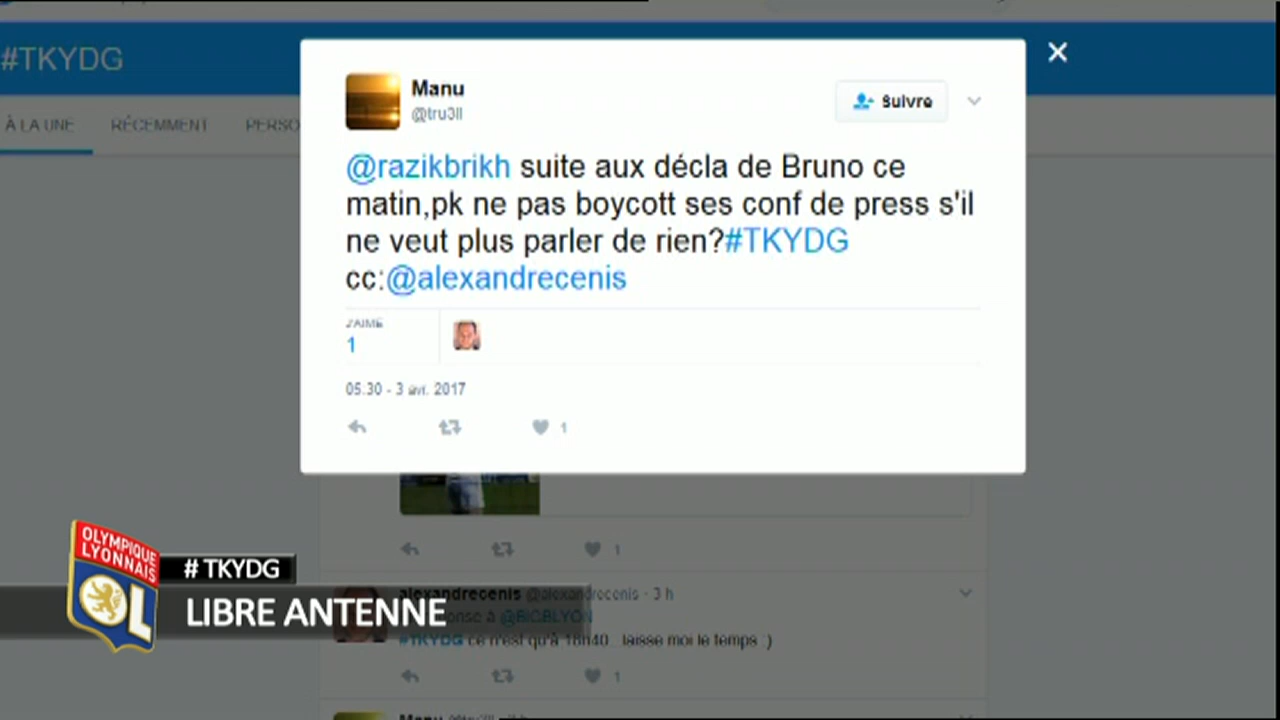 #TKYDG
À LA UNE RÉCEMMENT PERSO
Manu
@tru3ll
Suivre
@razikbrikh suite aux décla de Bruno ce
matin,pk ne pas boycott ses conf de press s'il
ne veut plus parler de rien?#TKYDG
cc:@alexandrecenis
J'AIME
1
05:30 - 3 avr. 2017
1
1
alexandrecenis @alexandrecenis · 3 h
à @BIGBLYON
#TKYDG ce n'est qu'à 18h40.. laisse moi le temps :)
1
Manu
OLYMPIQUE
LYONNAIS
OL
# TKYDG
LIBRE ANTENNE